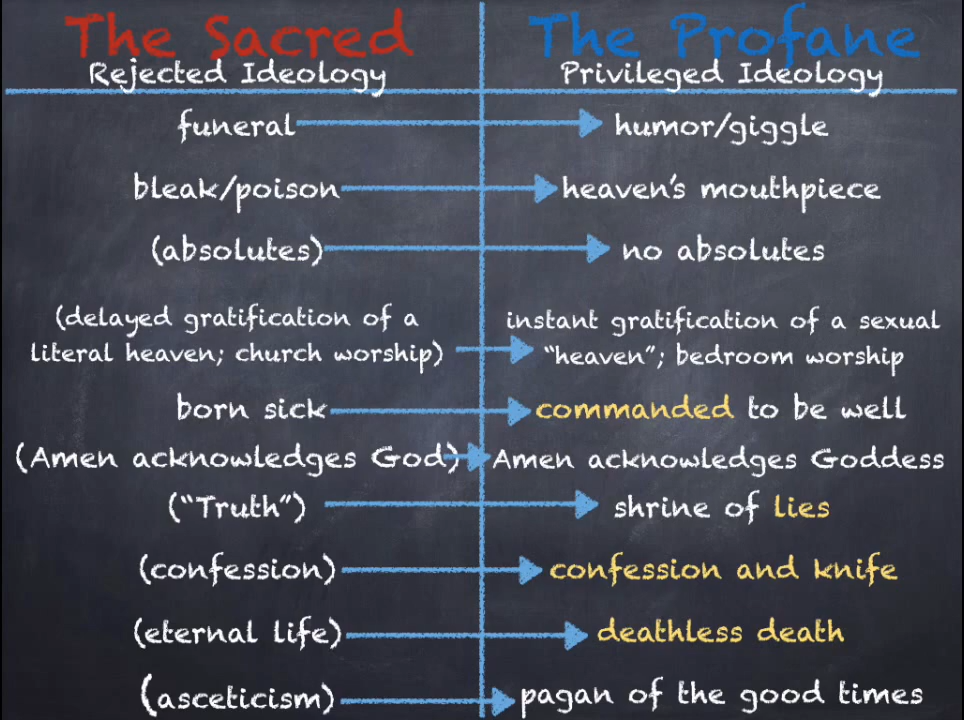 The Sacred The Profane
Rejected Ideology Privileged Ideology
funeral humor/giggle
bleak/poison heaven's mouthpiece
(absolutes) no absolutes
(delayed gratification of a instant gratification of a sexual
literal heaven; church worship) "heaven"; bedroom worship
born sick commanded to be well
(Amen acknowledges God) Amen acknowledges Goddess
("Truth") shrine of lies
(confession) confession and knife
(eternal life) deathless death
(asceticism) pagan of the good times